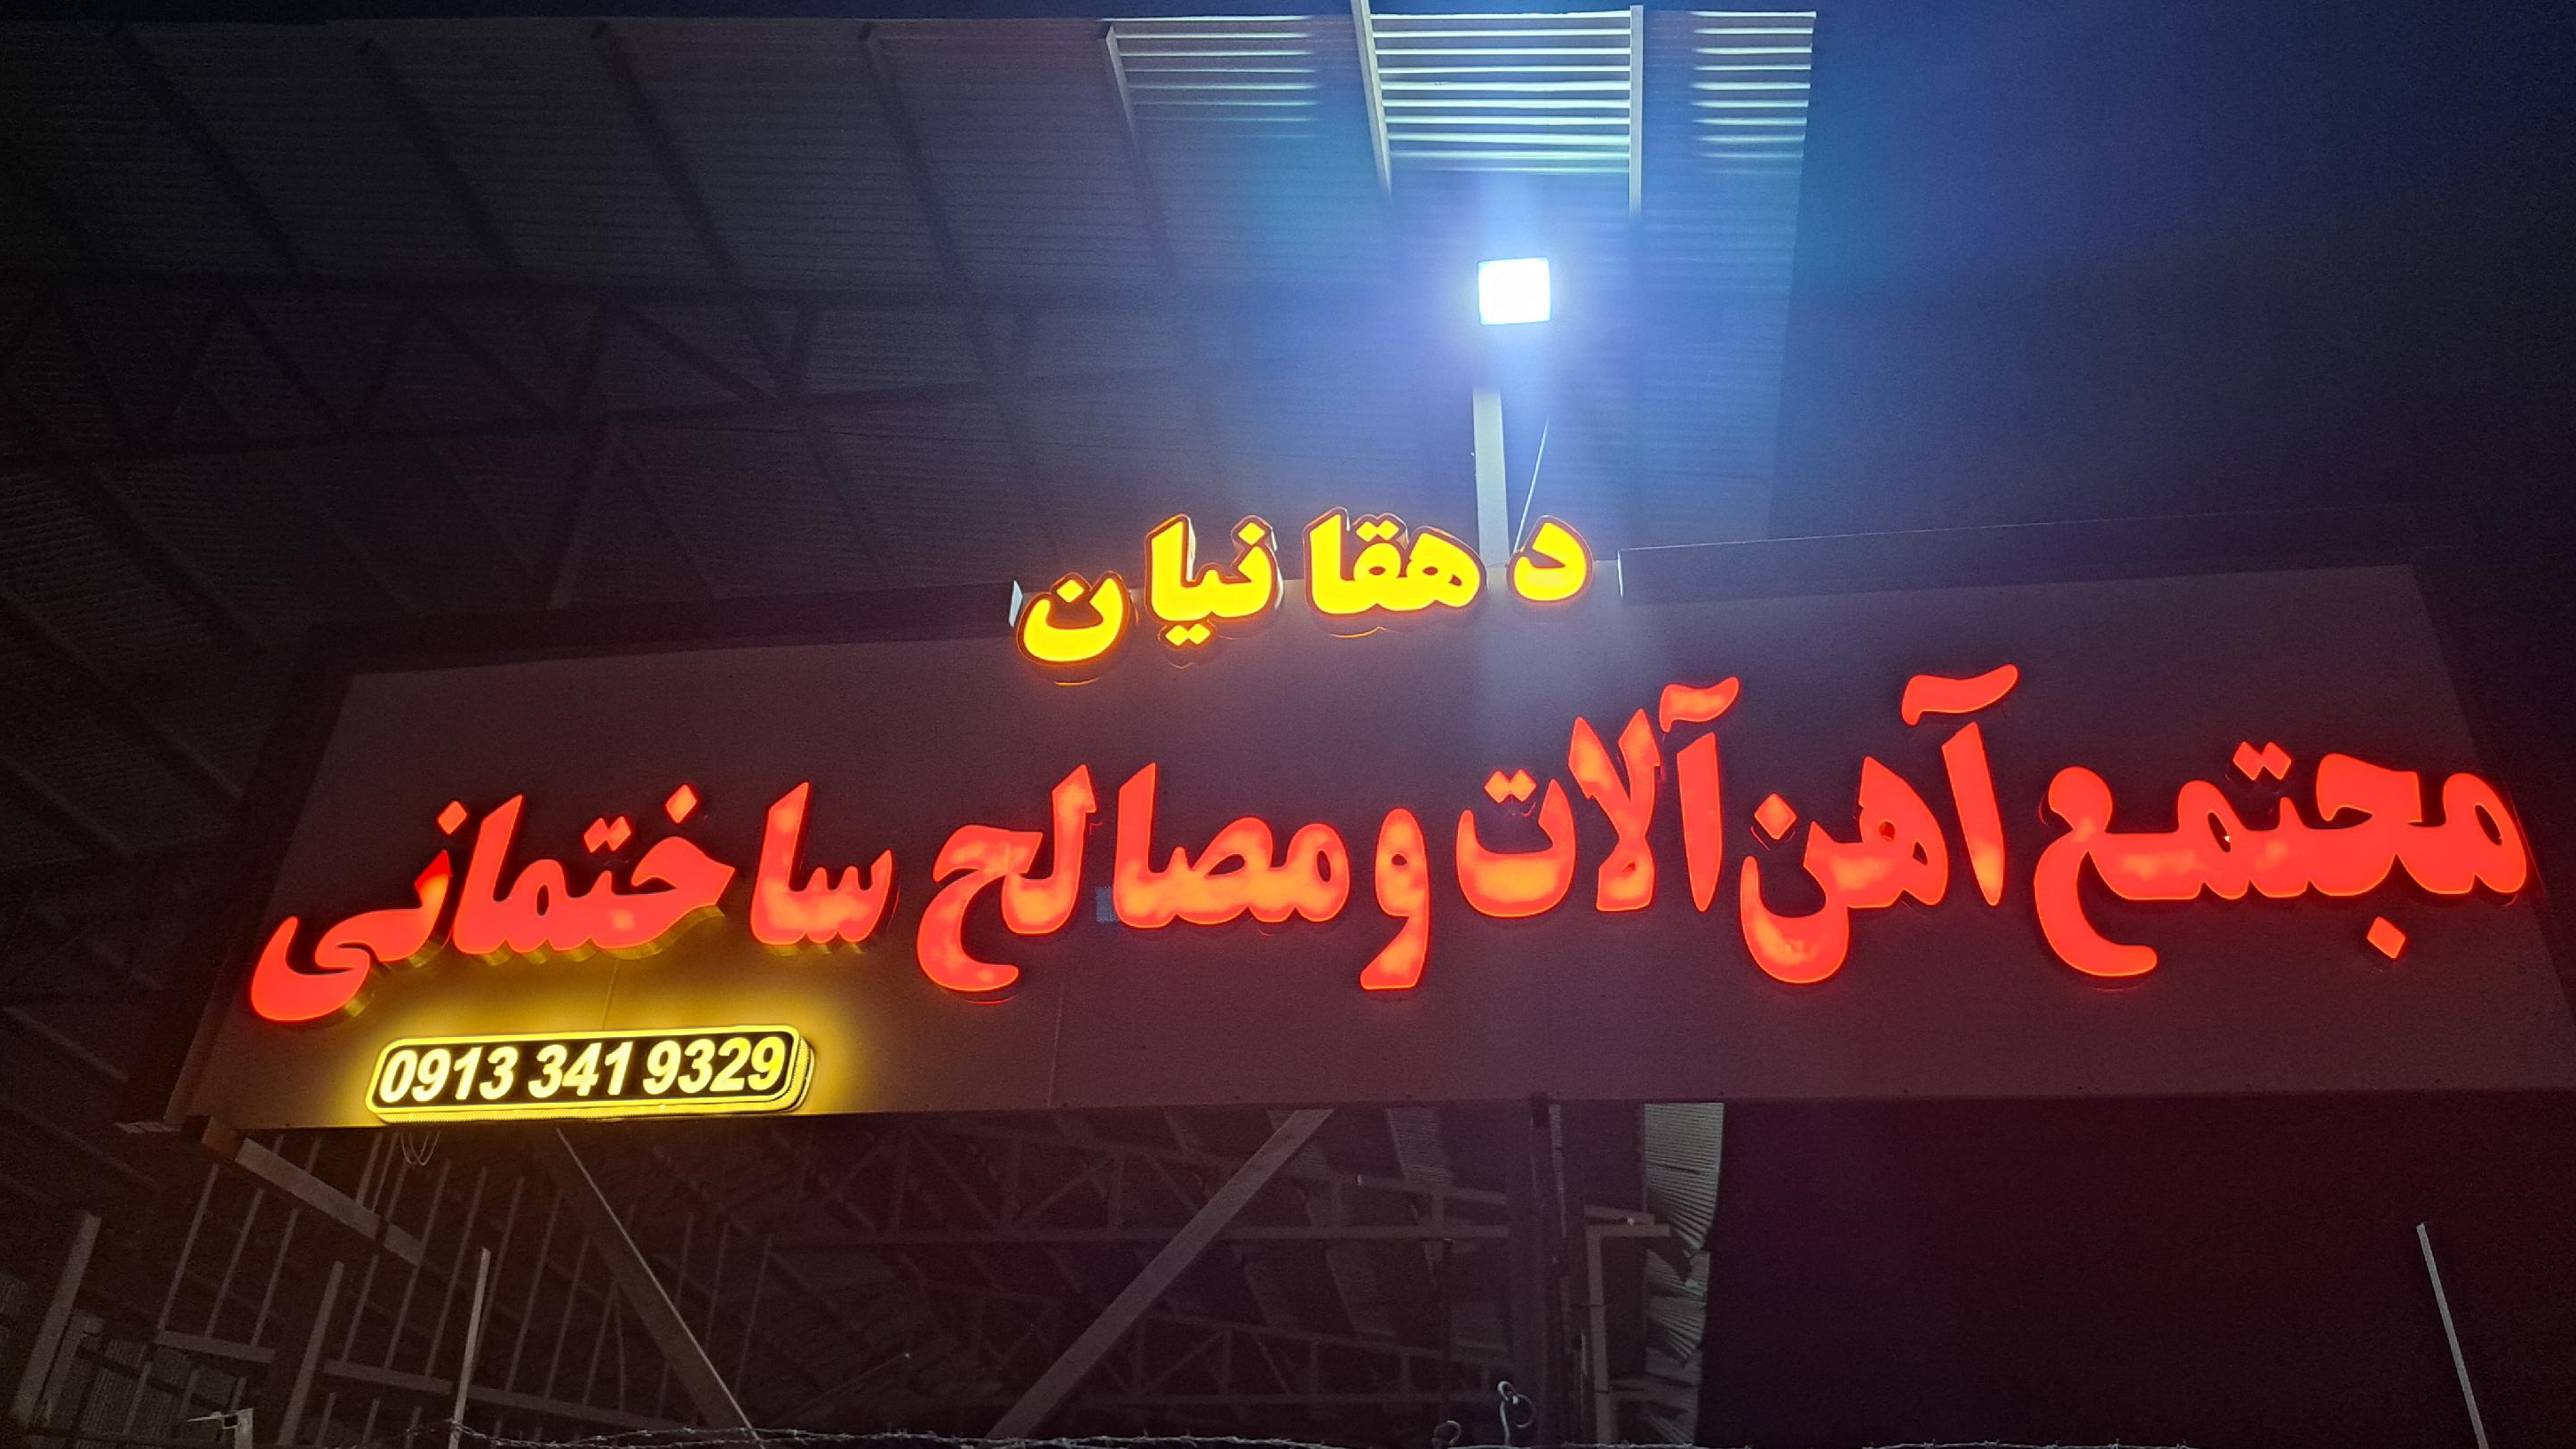 دهقانیان
مجتمع آهن آلات و مصالح ساختمانی
0913 341 9329